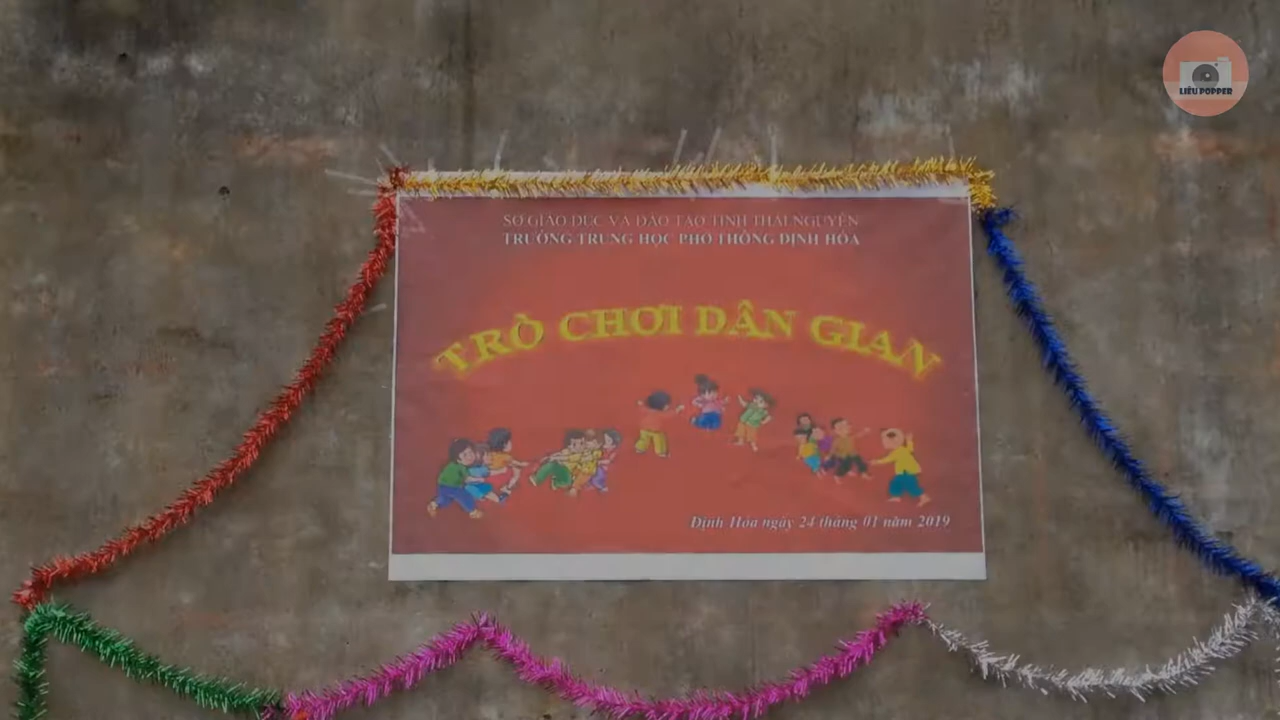 LIÊU POPPER
SỞ GIÁO DỤC VÀ ĐÀO TẠO TỈNH THÁI NGUYÊN
TRƯỜNG TRUNG HỌC PHỔ THÔNG ĐỊNH HÓA
TRÒ CHƠI DÂN GIAN
Định Hóa ngày 24 tháng 01 năm 2019